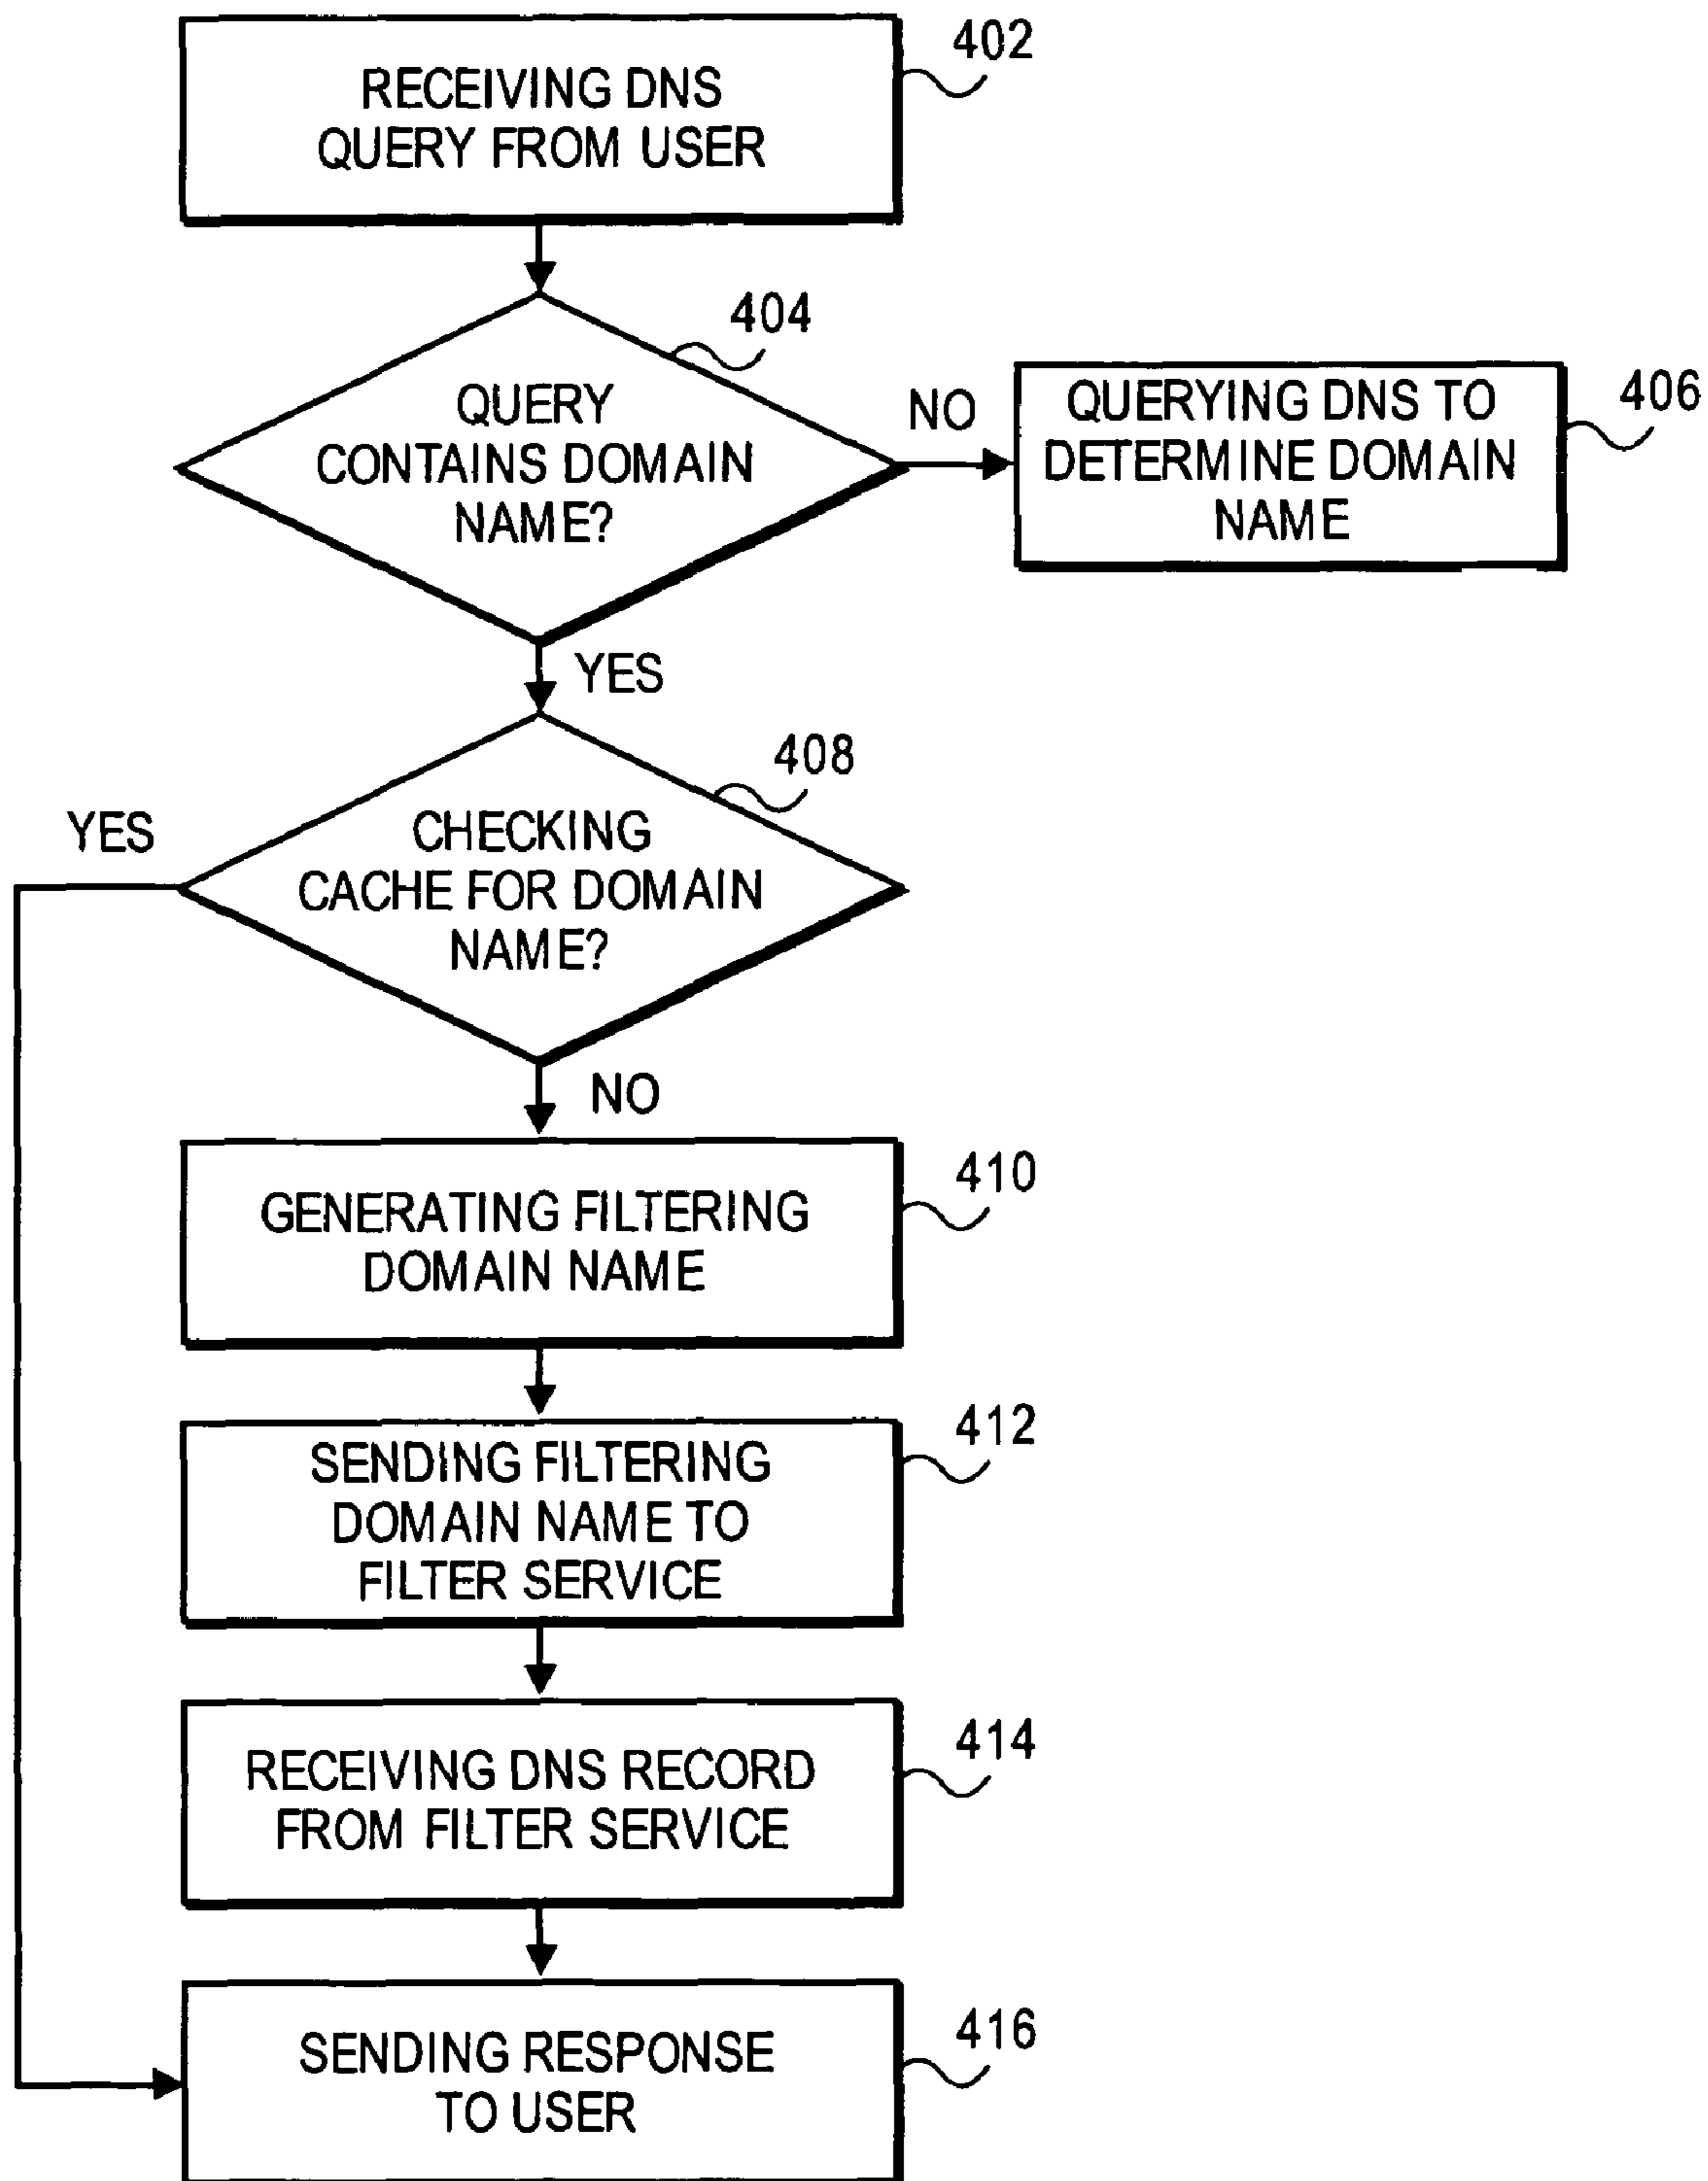 402
RECEIVING DNS
QUERY FROM USER
404
QUERY
CONTAINS DOMAIN
NAME?
NO
406
QUERYING DNS TO
DETERMINE DOMAIN
NAME
YES
408
YES
CHECKING
CACHE FOR DOMAIN
NAME?
NO
410
GENERATING FILTERING
DOMAIN NAME
412
SENDING FILTERING
DOMAIN NAME TO
FILTER SERVICE
414
RECEIVING DNS RECORD
FROM FILTER SERVICE
416
SENDING RESPONSE
TO USER